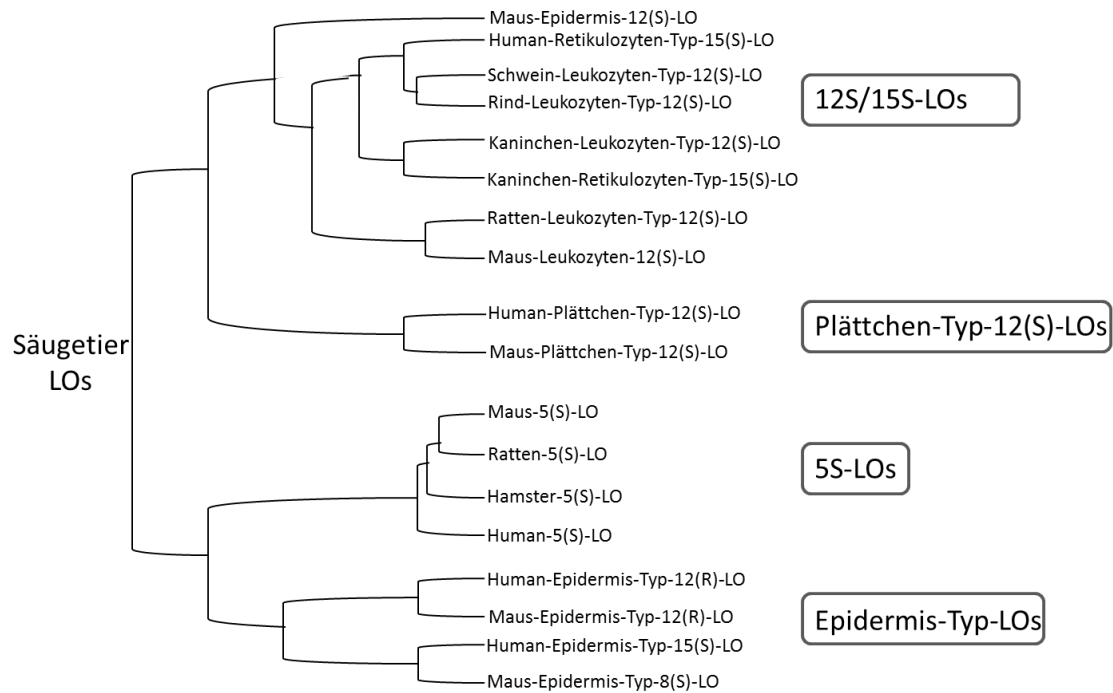 Maus-Epidermis-12(S)-LO
Human-Retikulozyten-Typ-15(S)-LO
Schwein-Leukozyten-Typ-12(S)-LO
Rind-Leukozyten-Typ-12(S)-LO
12S/15S-LOs
Kaninchen-Leukozyten-Typ-12(S)-LO
Kaninchen-Retikulozyten-Typ-15(S)-LO
Ratten-Leukozyten-Typ-12(S)-LO
Maus-Leukozyten-12(S)-LO
Human-Plättchen-Typ-12(S)-LO
Plättchen-Typ-12(S)-LOs
Maus-Plättchen-Typ-12(S)-LO
Säugetier
LOs
Maus-5(S)-LO
Ratten-5(S)-LO
5S-LOs
Hamster-5(S)-LO
Human-5(S)-LO
Human-Epidermis-Typ-12(R)-LO
Maus-Epidermis-Typ-12(R)-LO
Epidermis-Typ-LOs
Human-Epidermis-Typ-15(S)-LO
Maus-Epidermis-Typ-8(S)-LO